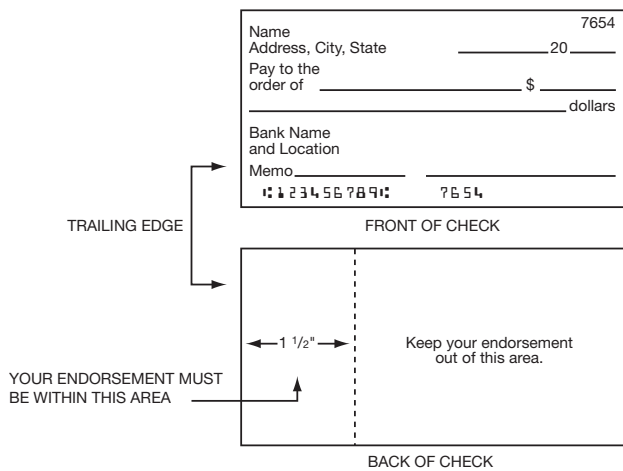 7654
Name
Address, City, State 20
Pay to the
order of $
dollars
Bank Name
and Location
Memo
⑆123456789⑆ 7654
TRAILING EDGE
FRONT OF CHECK
1 1/2"
Keep your endorsement
out of this area.
YOUR ENDORSEMENT MUST
BE WITHIN THIS AREA
BACK OF CHECK